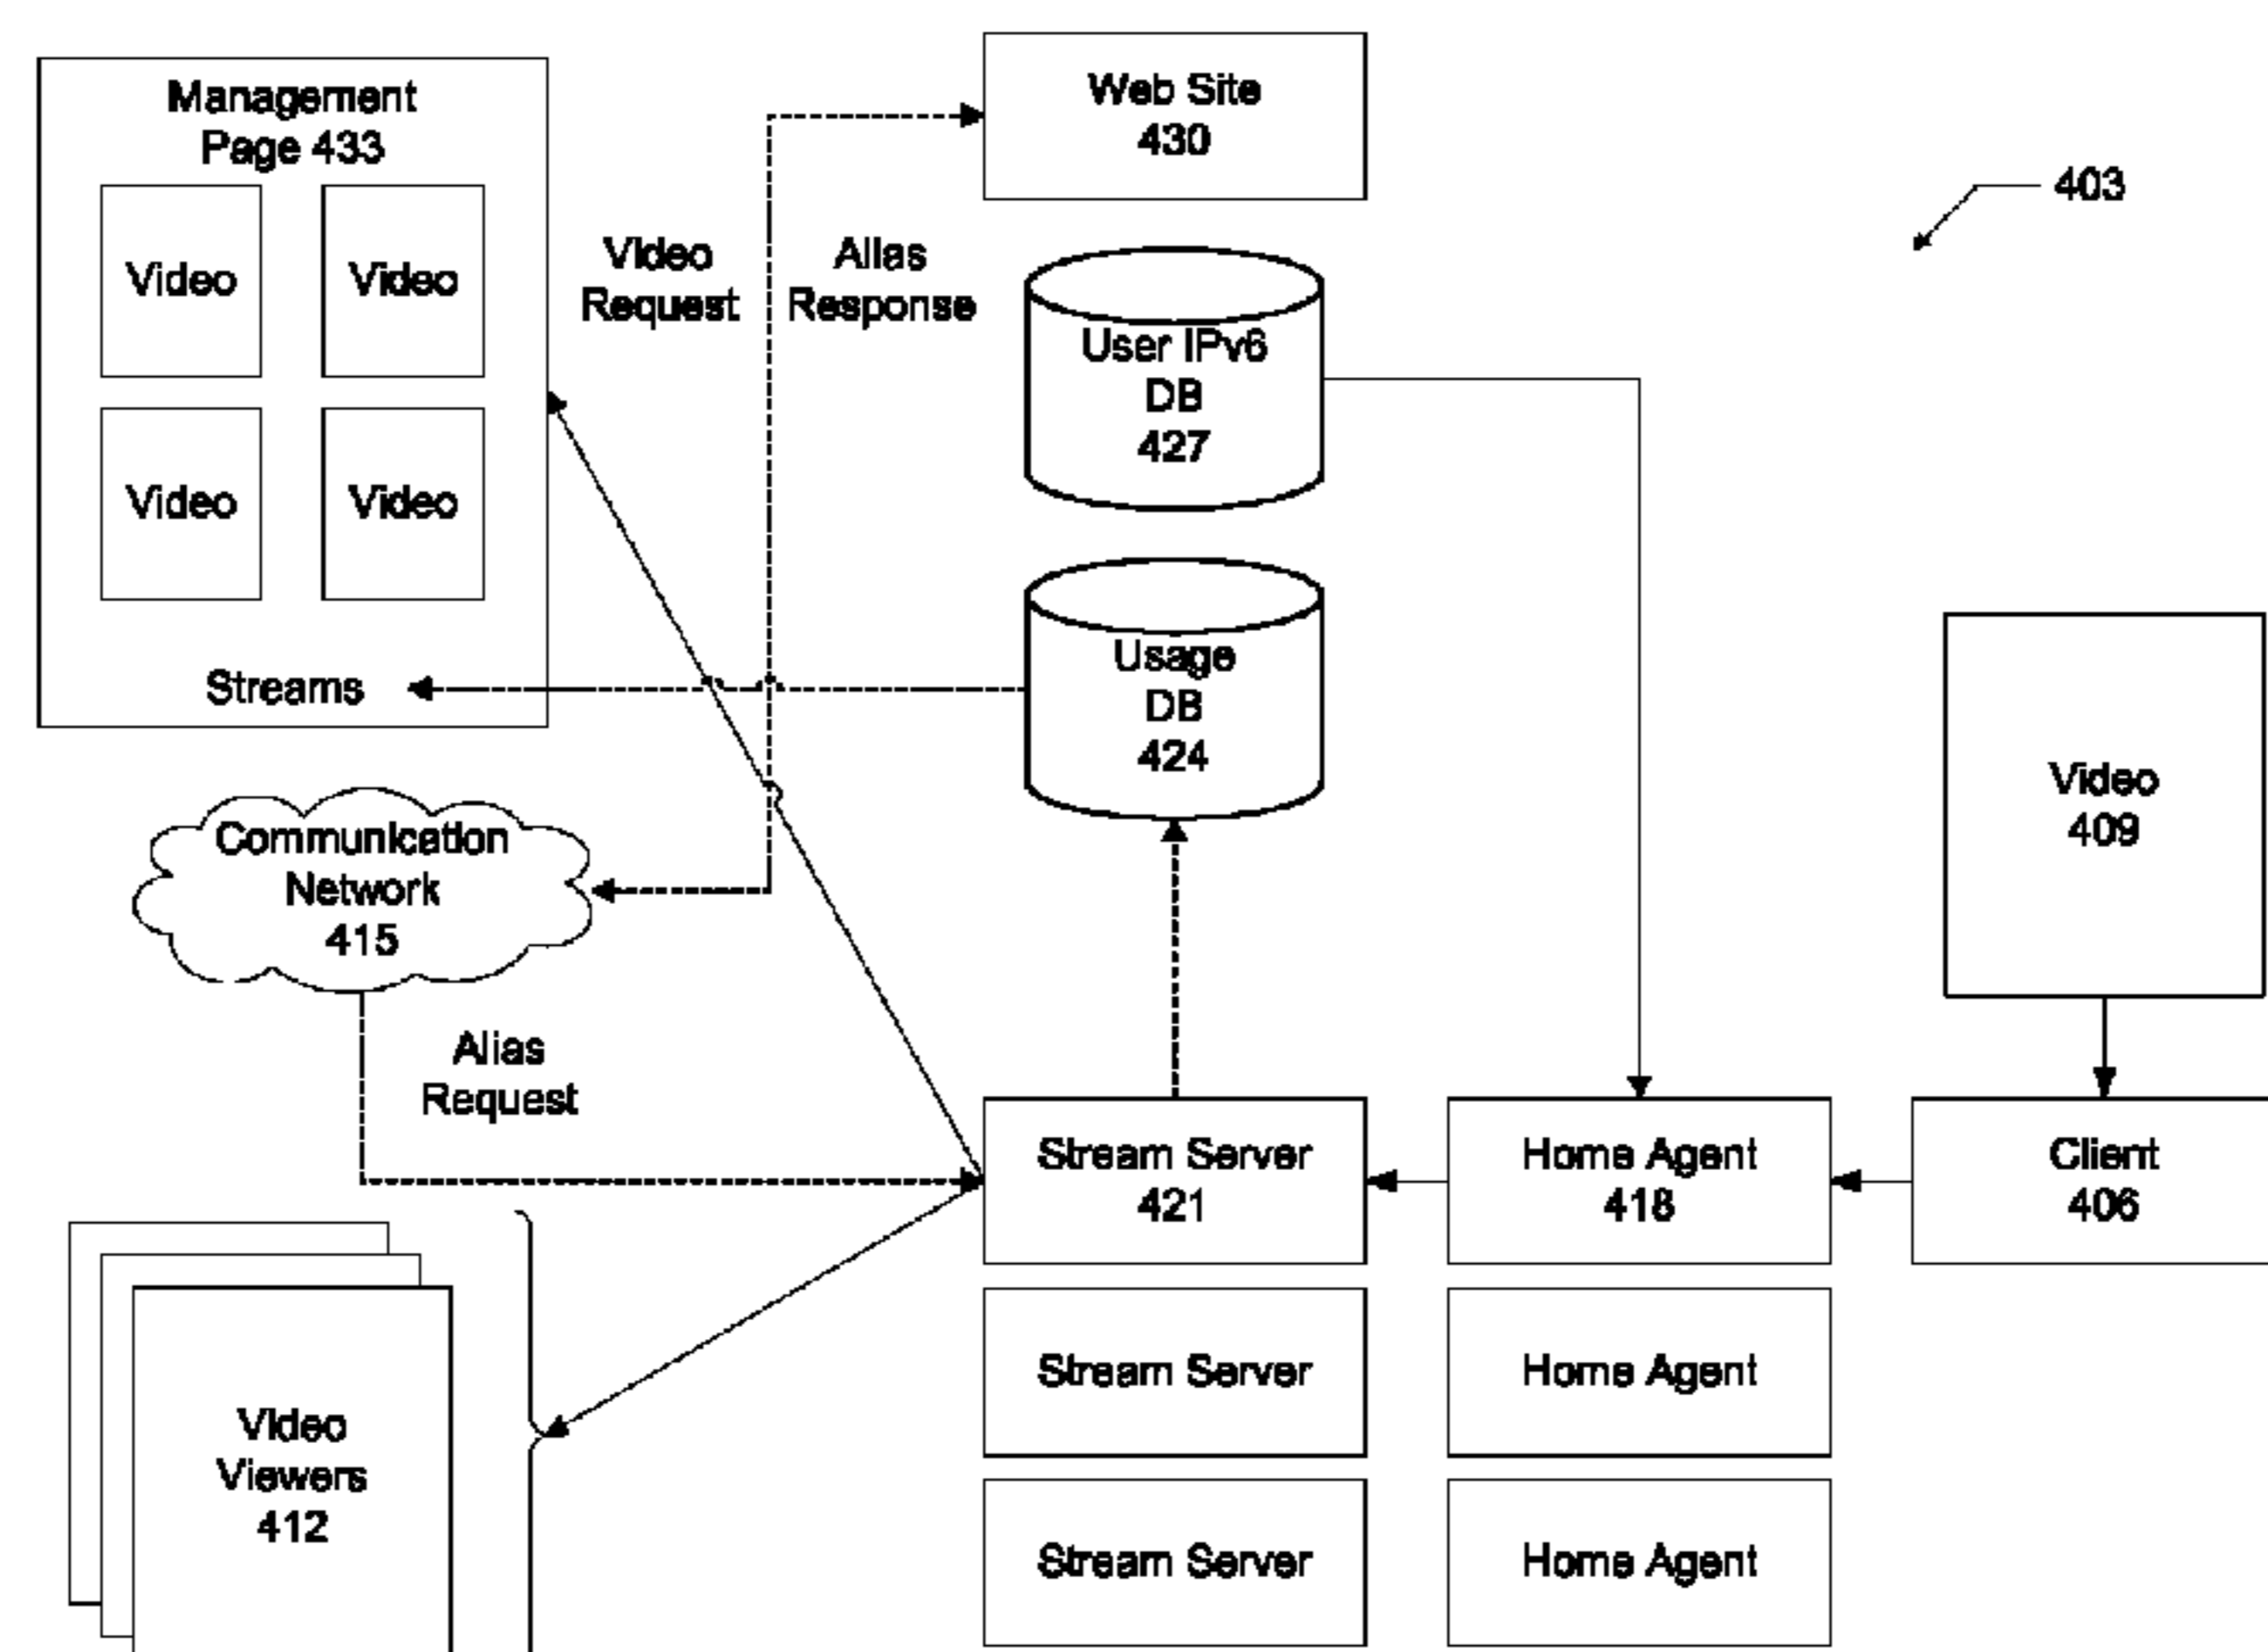 Management
Page 433
Video
Video
Video
Video
Streams
Video
Request
Alias
Response
Web Site
430
403
User IPv6
DB
427
Usage
DB
424
Video
409
Communication
Network
415
Alias
Request
Stream Server
421
Home Agent
418
Client
406
Stream Server
Home Agent
Stream Server
Home Agent
Video
Viewers
412